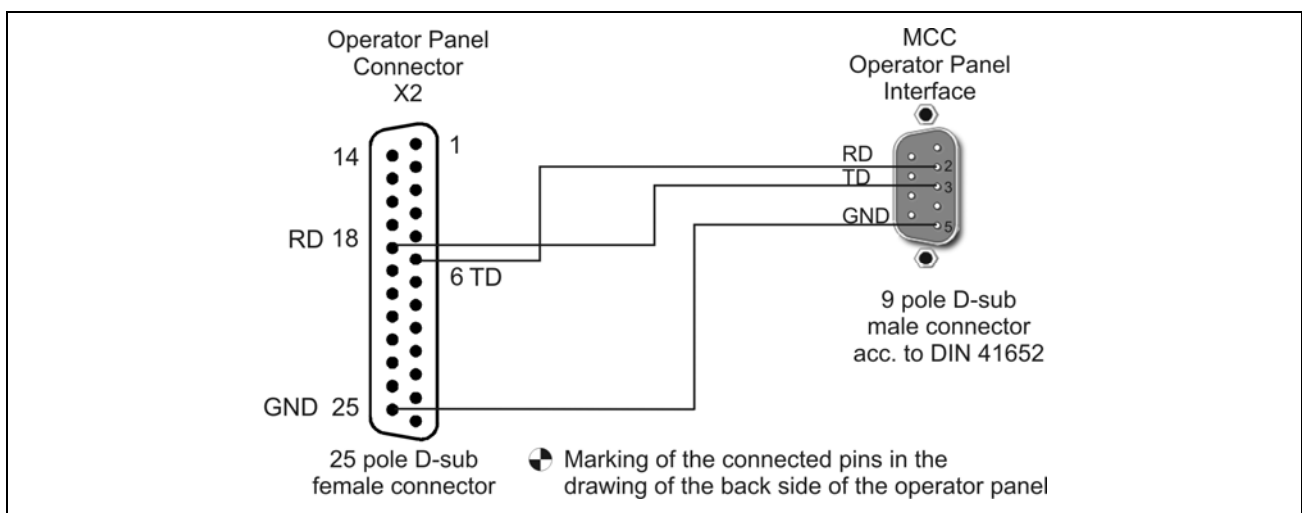 Operator Panel
Connector
X2
MCC
Operator Panel
Interface
14
1
RD
2
TD
3
RD 18
GND
5
6 TD
9 pole D-sub
male connector
acc. to DIN 41652
GND 25
25 pole D-sub
female connector
Marking of the connected pins in the
drawing of the back side of the operator panel